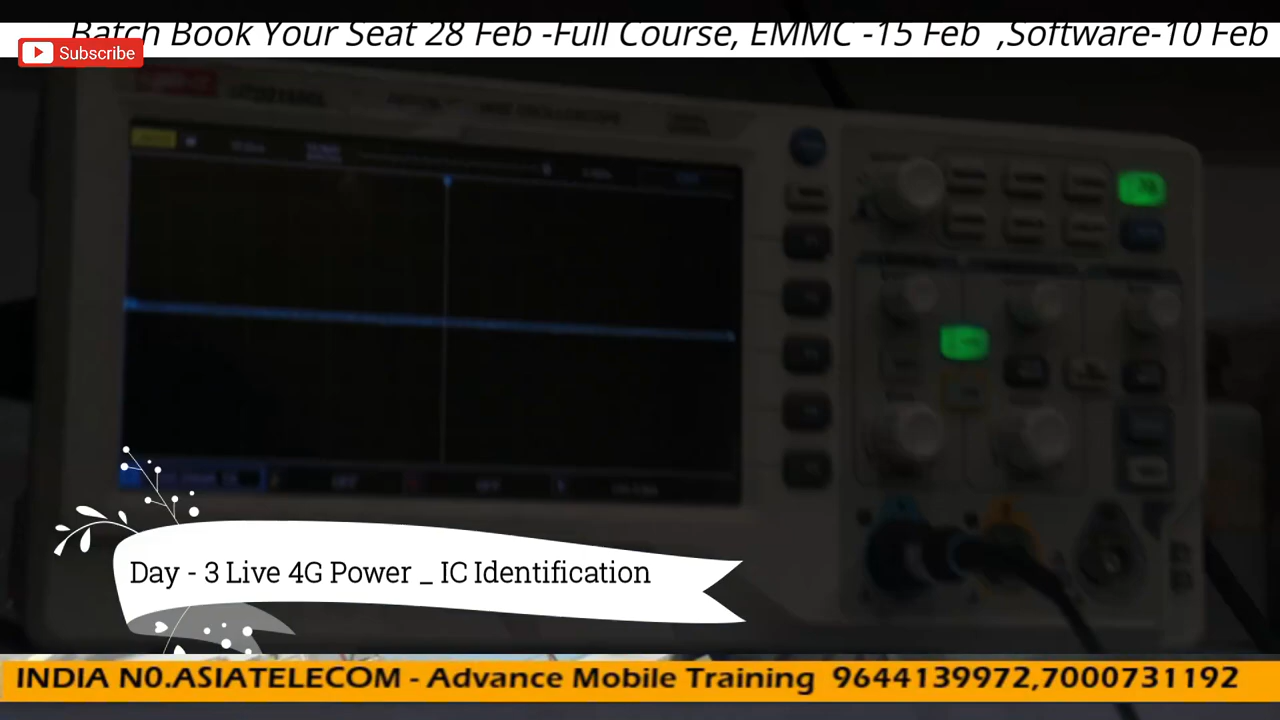 Batch Book Your Seat 28 Feb -Full Course, EMMC -15 Feb ,Software-10 Feb
Subscribe
Day - 3 Live 4G Power _ IC Identification
INDIA N0.ASIATELECOM - Advance Mobile Training 9644139972,7000731192